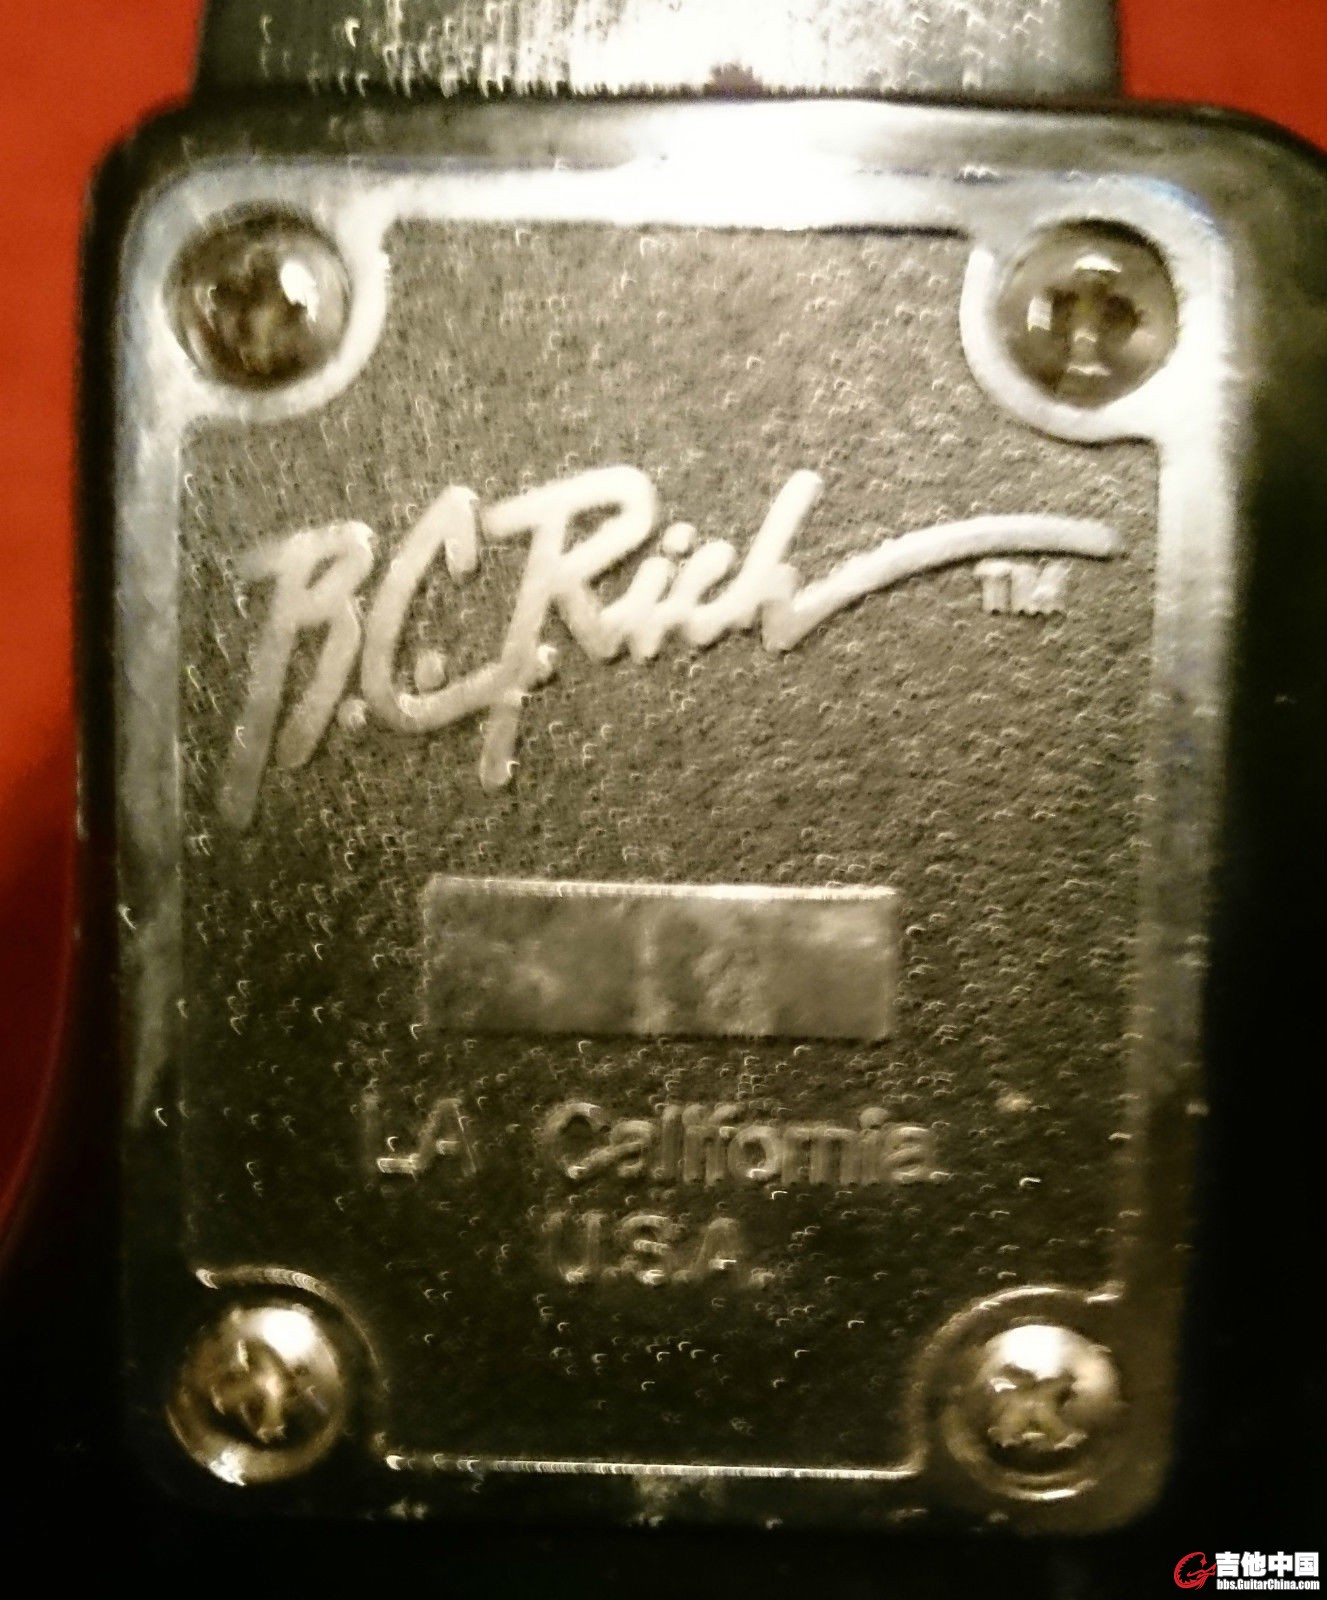 B.C. Rich
TM
LA California
U.S.A.
吉他中国
bbs.GuitarChina.com